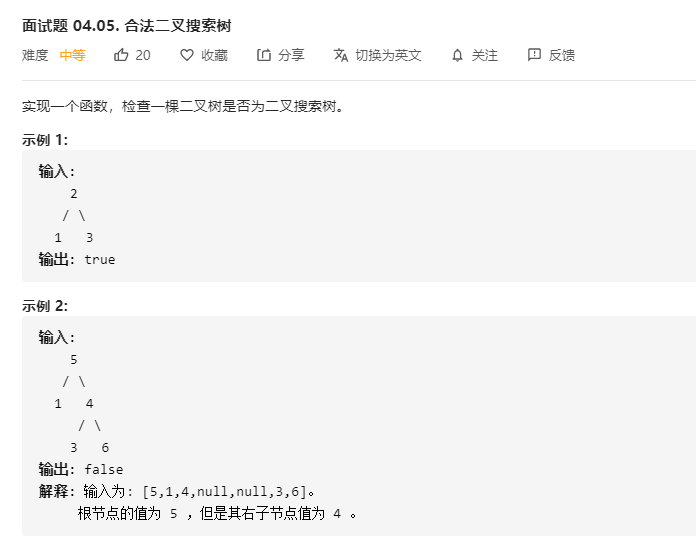 面试题 04.05. 合法二叉搜索树
难度 中等 20 收藏 分享 切换为英文 关注 反馈
实现一个函数，检查一棵二叉树是否为二叉搜索树。
示例 1:
输入:
    2
   / \
  1   3
输出: true
示例 2:
输入:
    5
   / \
  1   4
     / \
    3   6
输出: false
解释: 输入为: [5,1,4,null,null,3,6]。
     根节点的值为 5 ，但是其右子节点值为 4 。